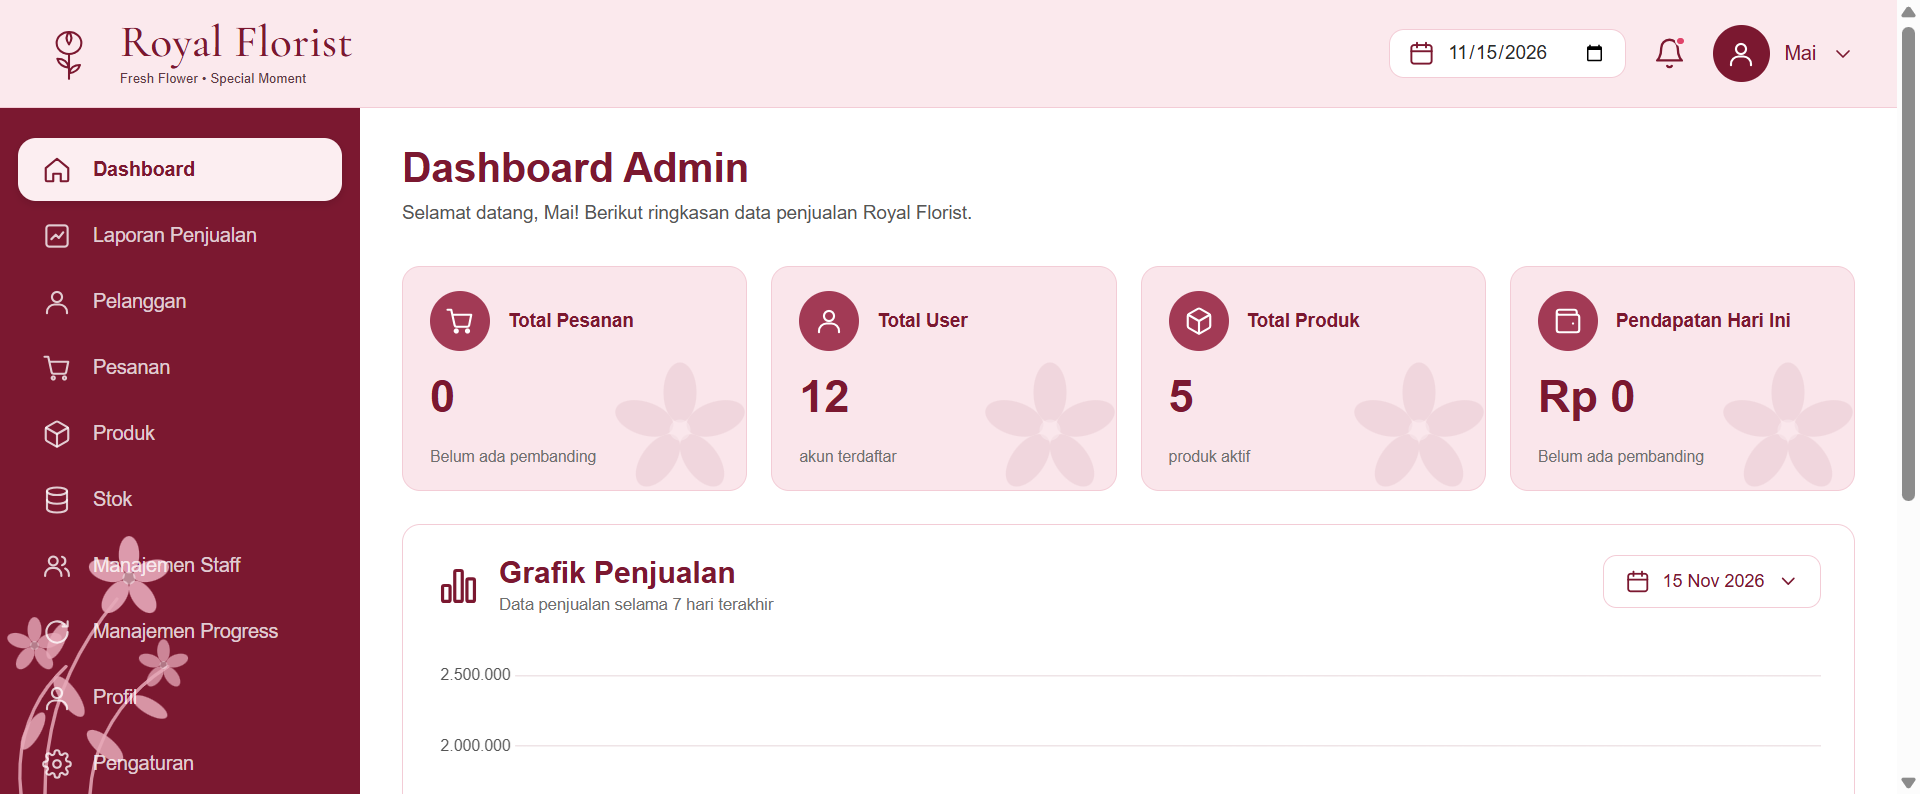 Royal Florist
Fresh Flower • Special Moment
11/15/2026
Mai
Dashboard
Laporan Penjualan
Pelanggan
Pesanan
Produk
Stok
Manajemen Staff
Manajemen Progress
Profil
Pengaturan
Dashboard Admin
Selamat datang, Mai! Berikut ringkasan data penjualan Royal Florist.
Total Pesanan
0
Belum ada pembanding
Total User
12
akun terdaftar
Total Produk
5
produk aktif
Pendapatan Hari Ini
Rp 0
Belum ada pembanding
Grafik Penjualan
Data penjualan selama 7 hari terakhir
15 Nov 2026
2.500.000
2.000.000